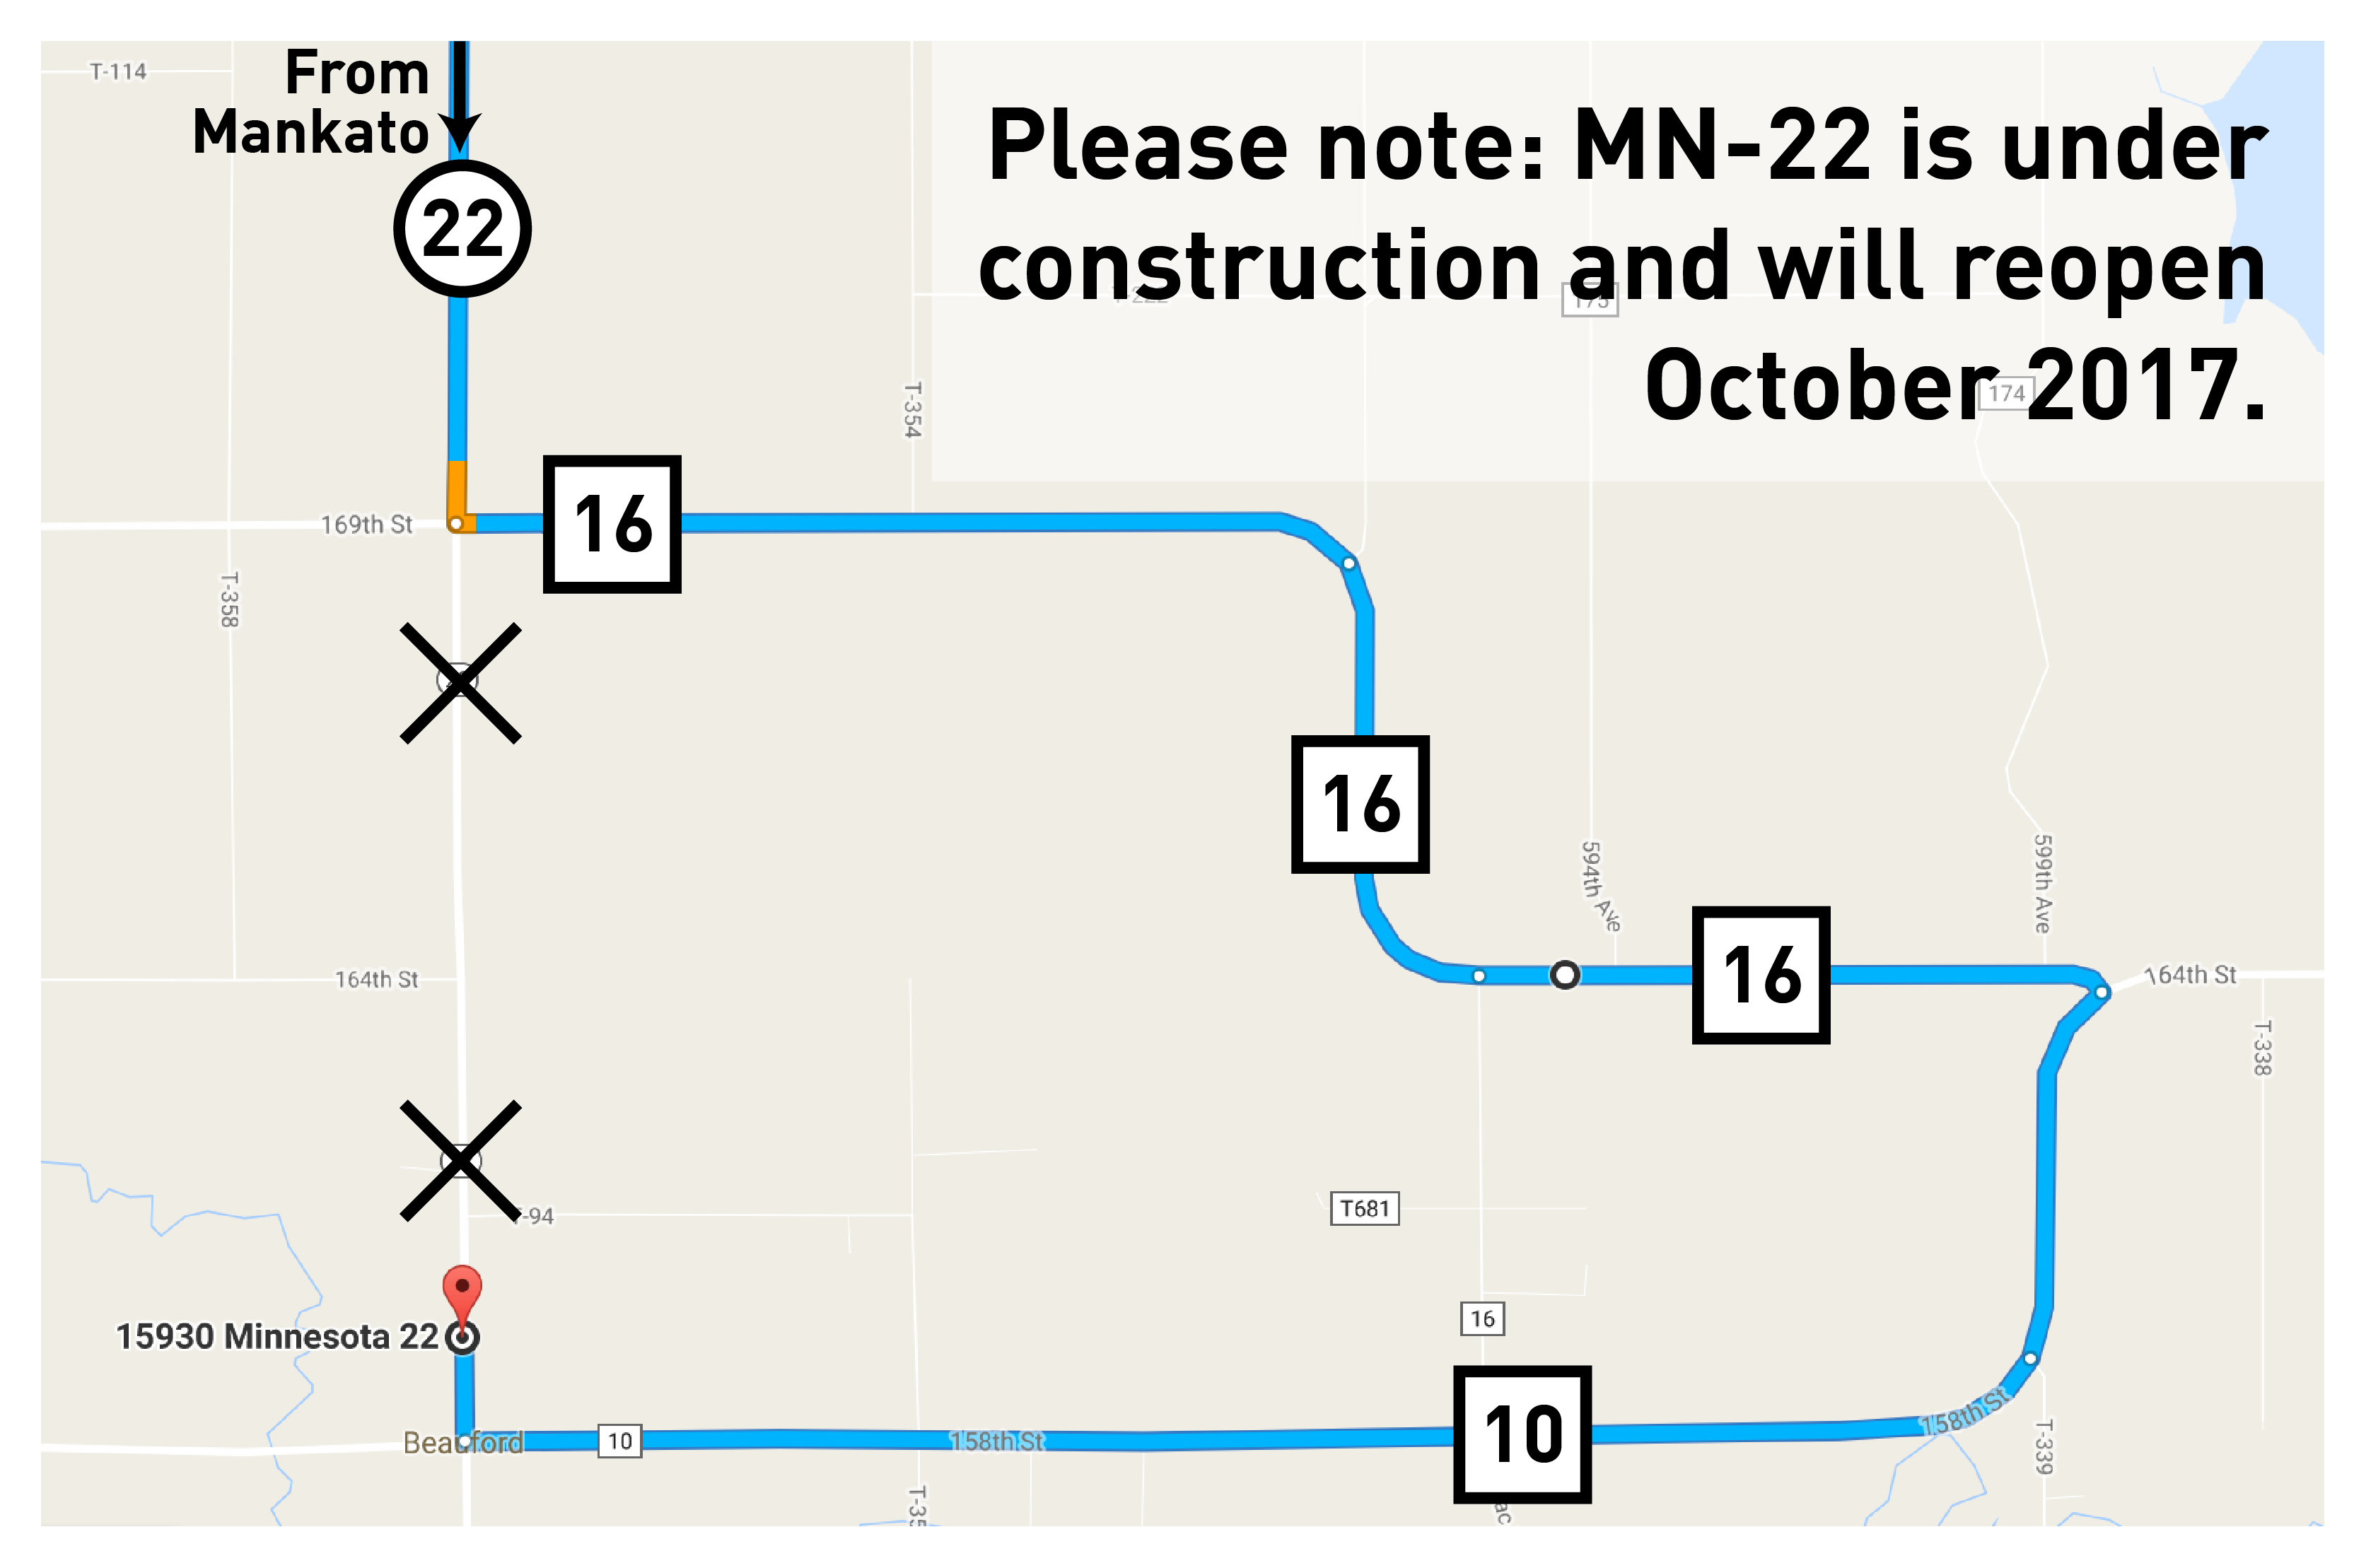 T-114
From
Mankato
22
Please note: MN-22 is under
construction and will reopen
October 2017.
175
174
T-354
169th St
16
T-358
16
594th Ave
599th Ave
164th St
16
164th St
T-338
T-94
T681
15930 Minnesota 22
16
Beauford
10
158th St
10
158th St
T-339